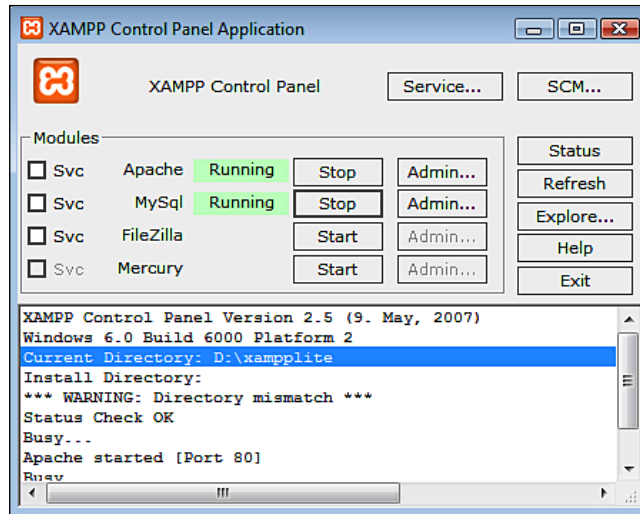 XAMPP Control Panel Application
XAMPP Control Panel
Service...
SCM...
Modules
Svc Apache Running Stop Admin...
Svc MySql Running Stop Admin...
Svc FileZilla Start Admin...
Svc Mercury Start Admin...
Status
Refresh
Explore...
Help
Exit
XAMPP Control Panel Version 2.5 (9. May, 2007)
Windows 6.0 Build 6000 Platform 2
Current Directory: D:\xampplite
Install Directory:
*** WARNING: Directory mismatch ***
Status Check OK
Busy...
Apache started [Port 80]
Busy